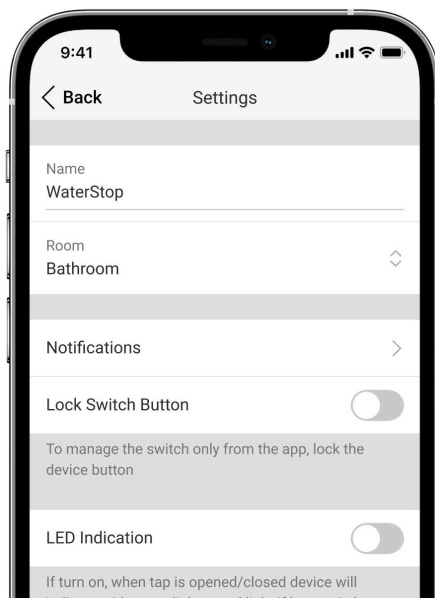 9:41
Back
Settings
Name
WaterStop
Room
Bathroom
Notifications
Lock Switch Button
To manage the switch only from the app, lock the
device button
LED Indication
If turn on, when tap is opened/closed device will